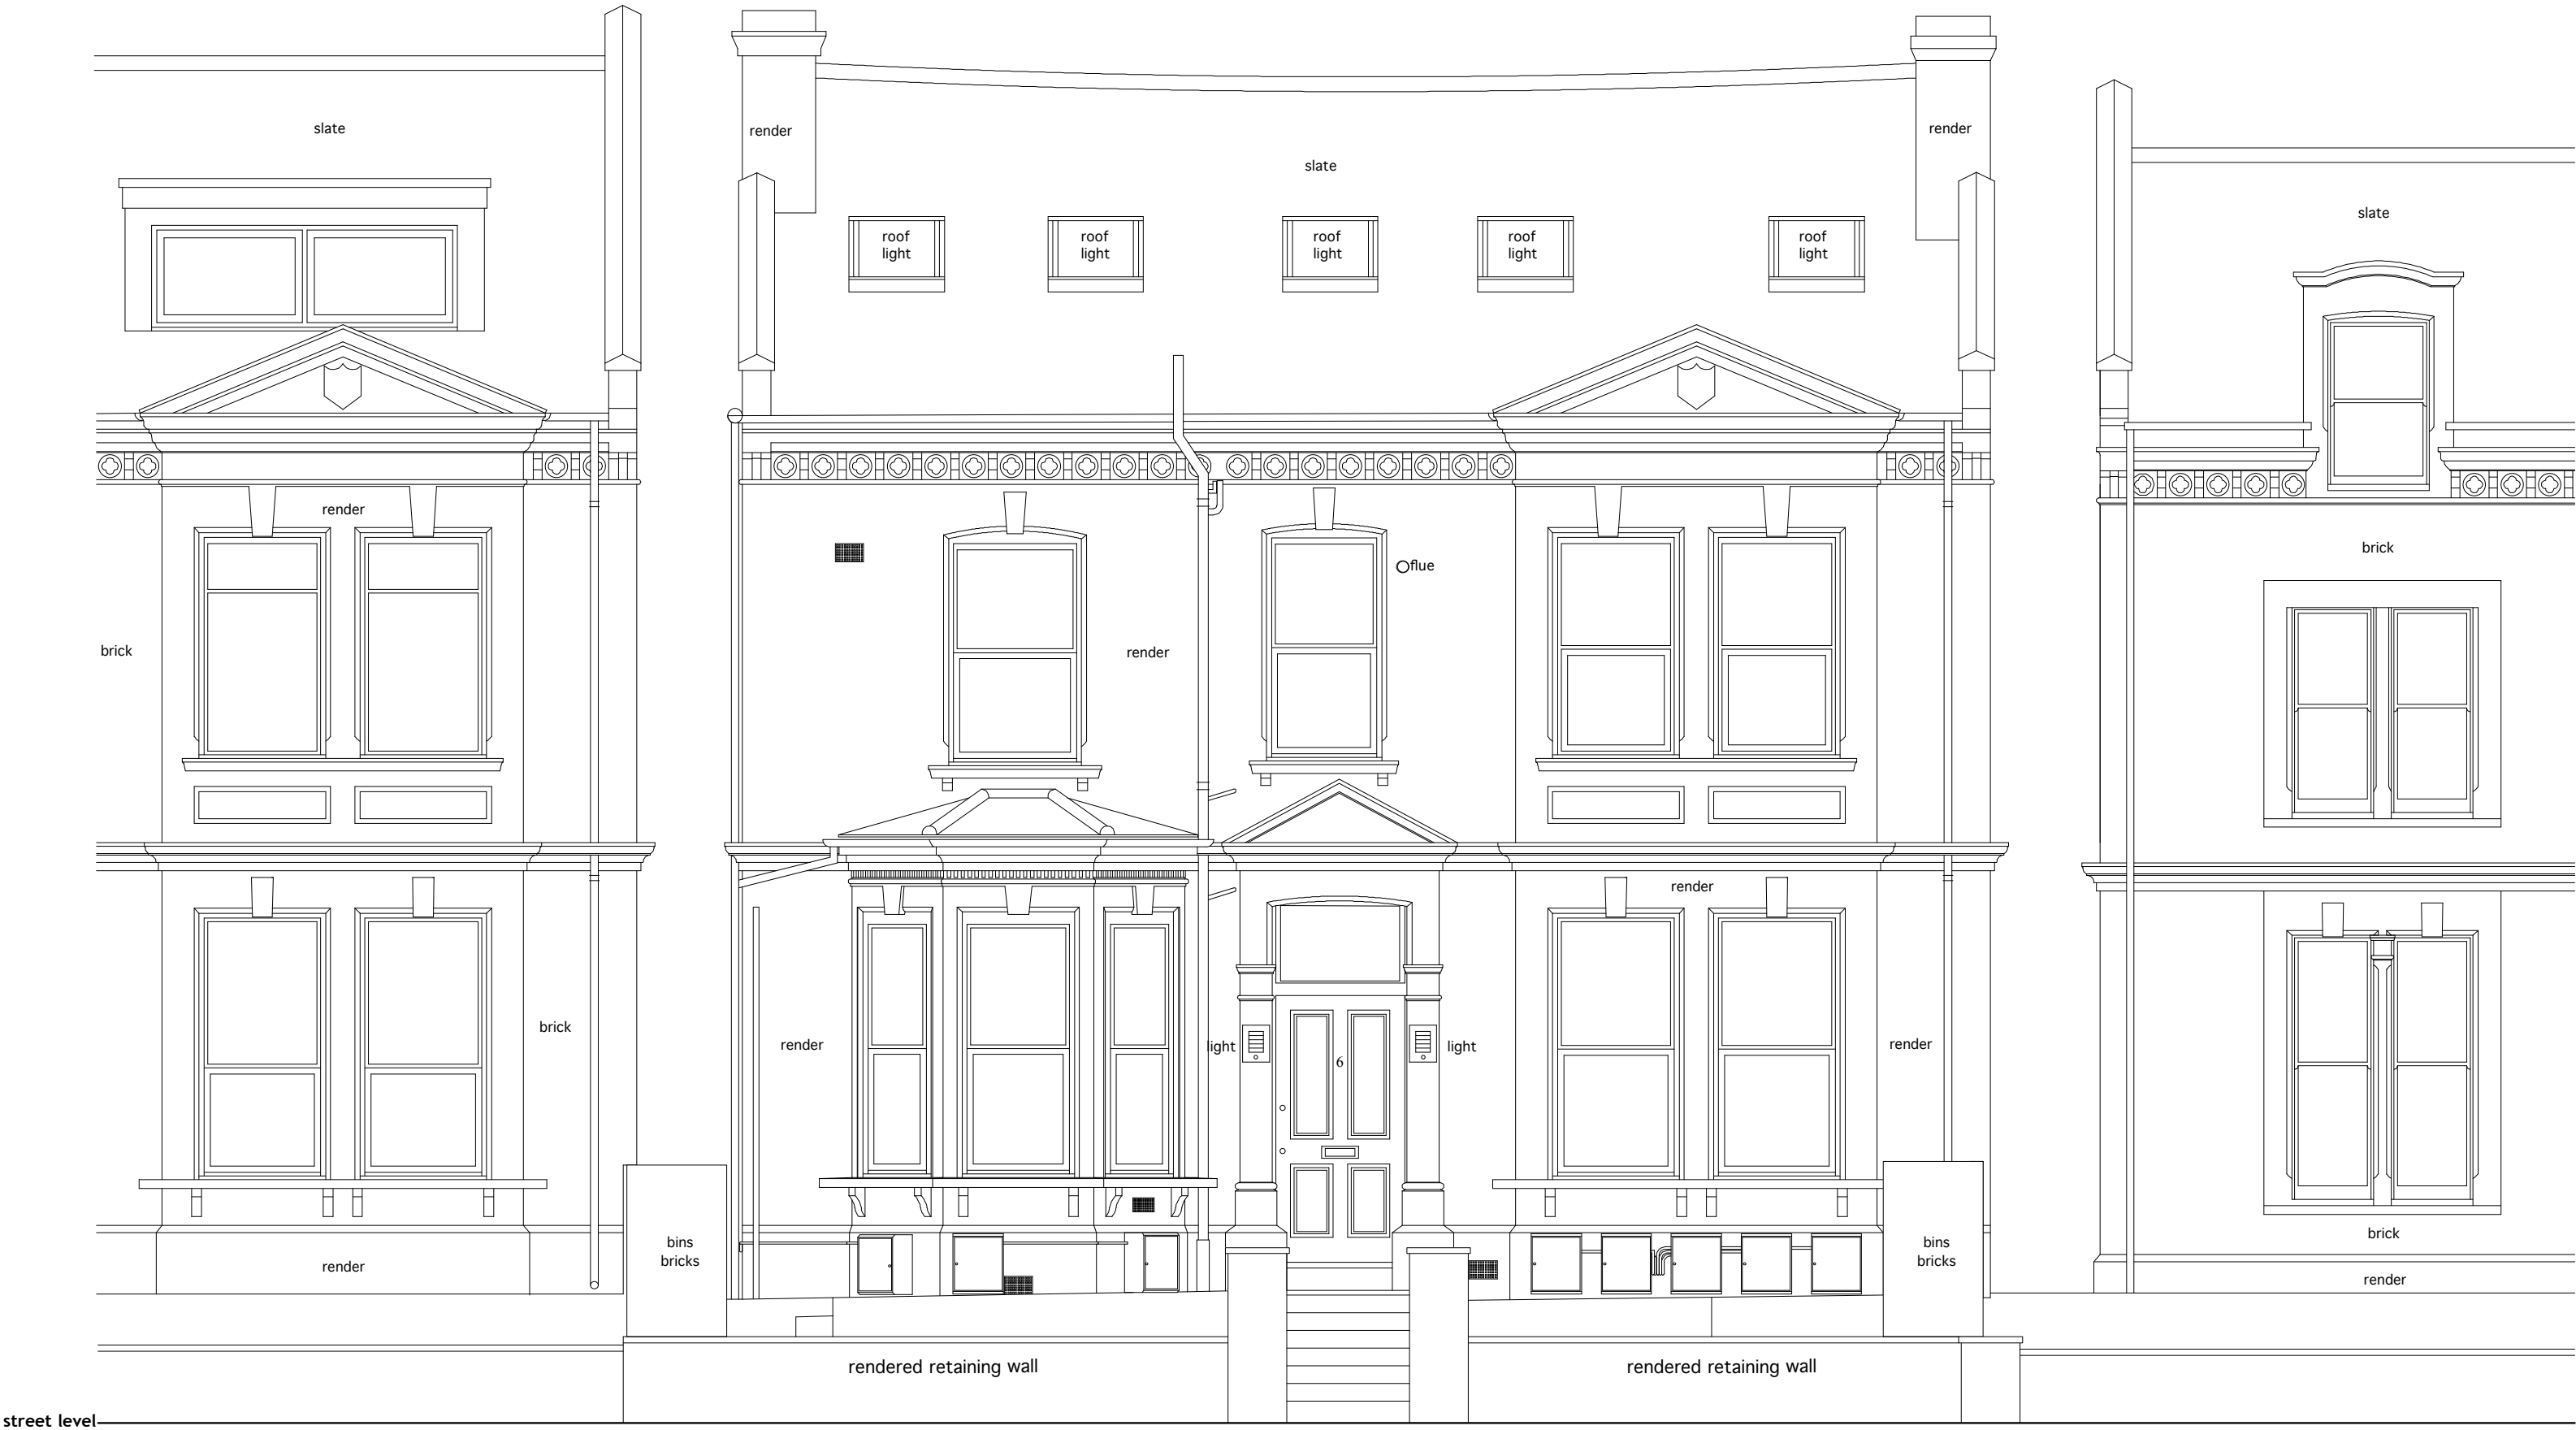 slate
render
render
slate
roof
light
roof
light
roof
light
roof
light
roof
light
slate
render
flue
brick
brick
render
render
brick
render
render
light
6
light
render
brick
bins
bricks
bins
bricks
render
render
rendered retaining wall
rendered retaining wall
street level